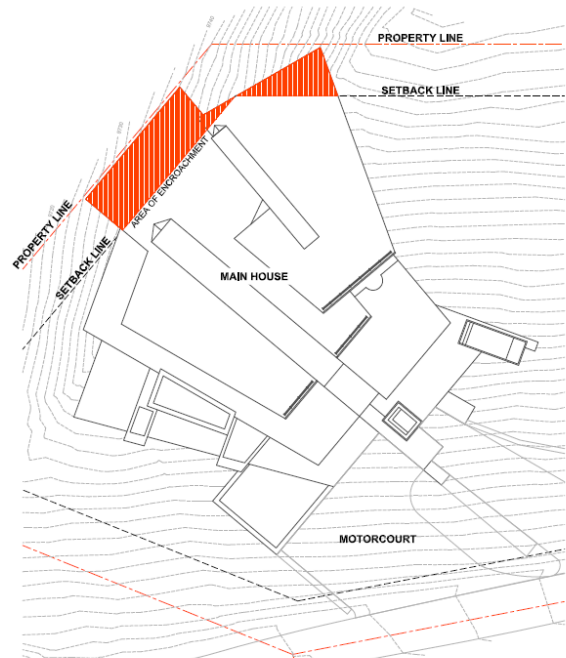 PROPERTY LINE
SETBACK LINE
AREA OF ENCROACHMENT
PROPERTY LINE
SETBACK LINE
MAIN HOUSE
MOTORCOURT